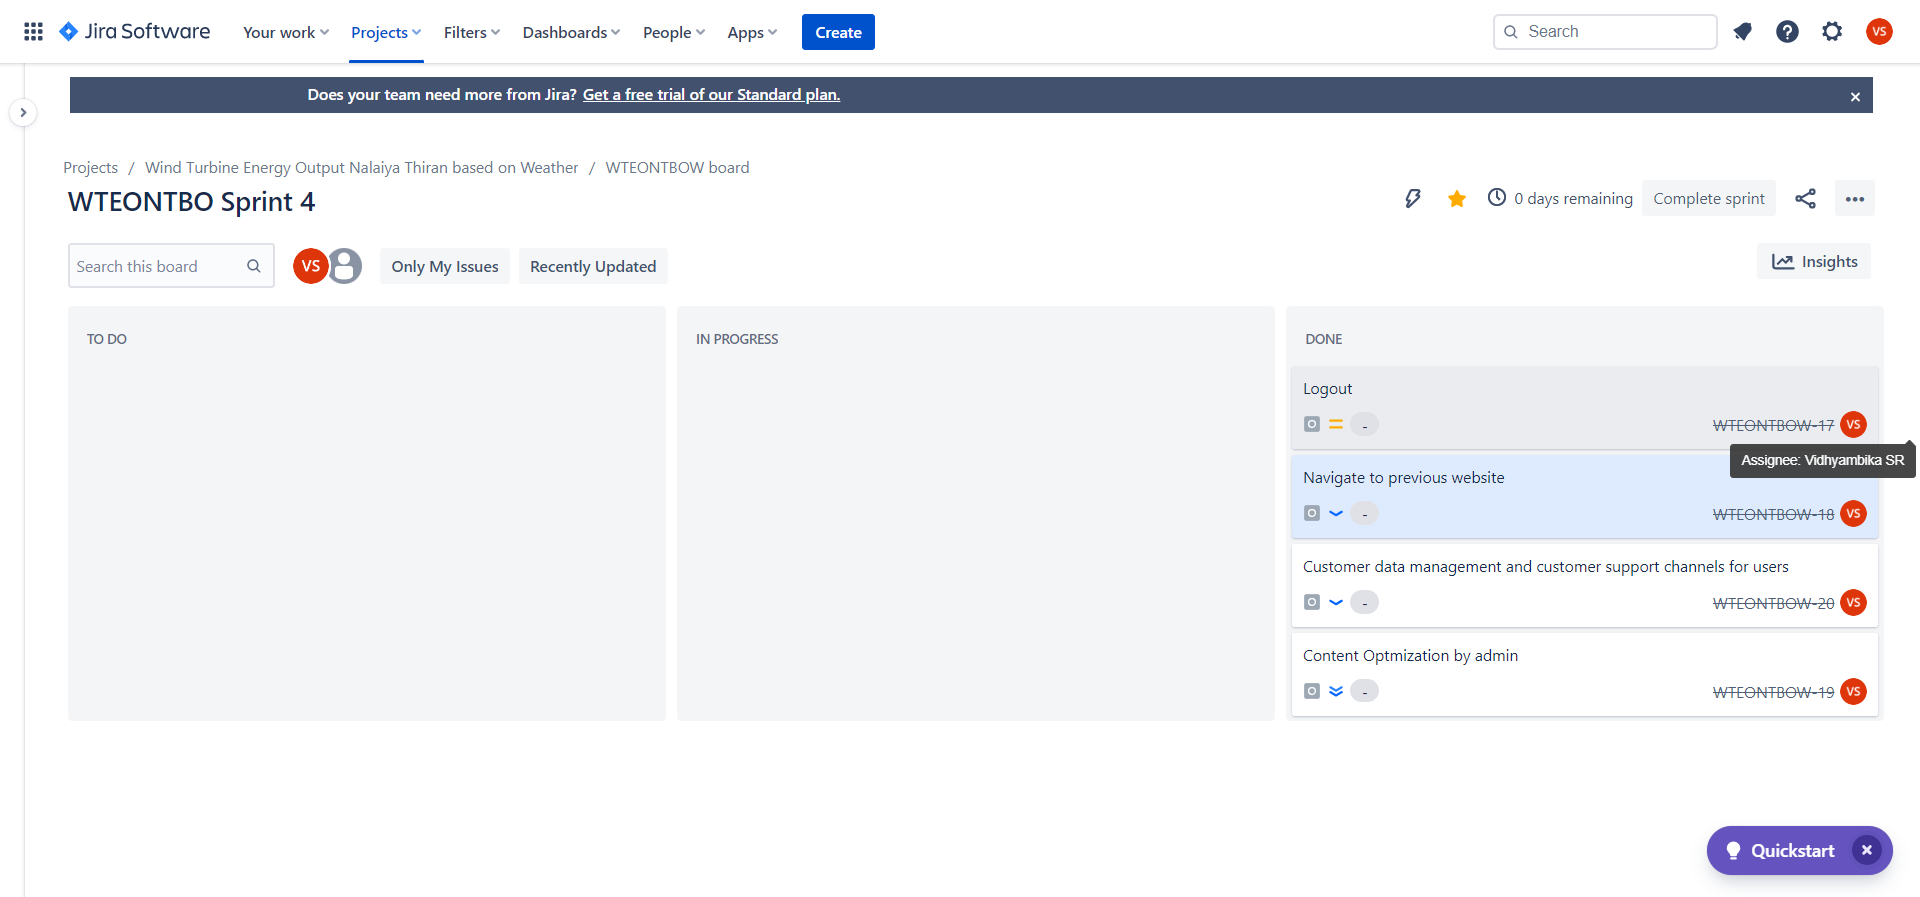 Jira Software Your work Projects Filters Dashboards People Apps Create Search VS
Does your team need more from Jira? Get a free trial of our Standard plan.
Projects / Wind Turbine Energy Output Nalaiya Thiran based on Weather / WTEONTBOW board
WTEONTBO Sprint 4
0 days remaining Complete sprint
Search this board VS Only My Issues Recently Updated Insights
TO DO IN PROGRESS DONE
Logout
- WTEONTBOW-17 VS
Assignee: Vidhyambika SR
Navigate to previous website
- WTEONTBOW-18 VS
Customer data management and customer support channels for users
- WTEONTBOW-20 VS
Content Optmization by admin
- WTEONTBOW-19 VS
Quickstart